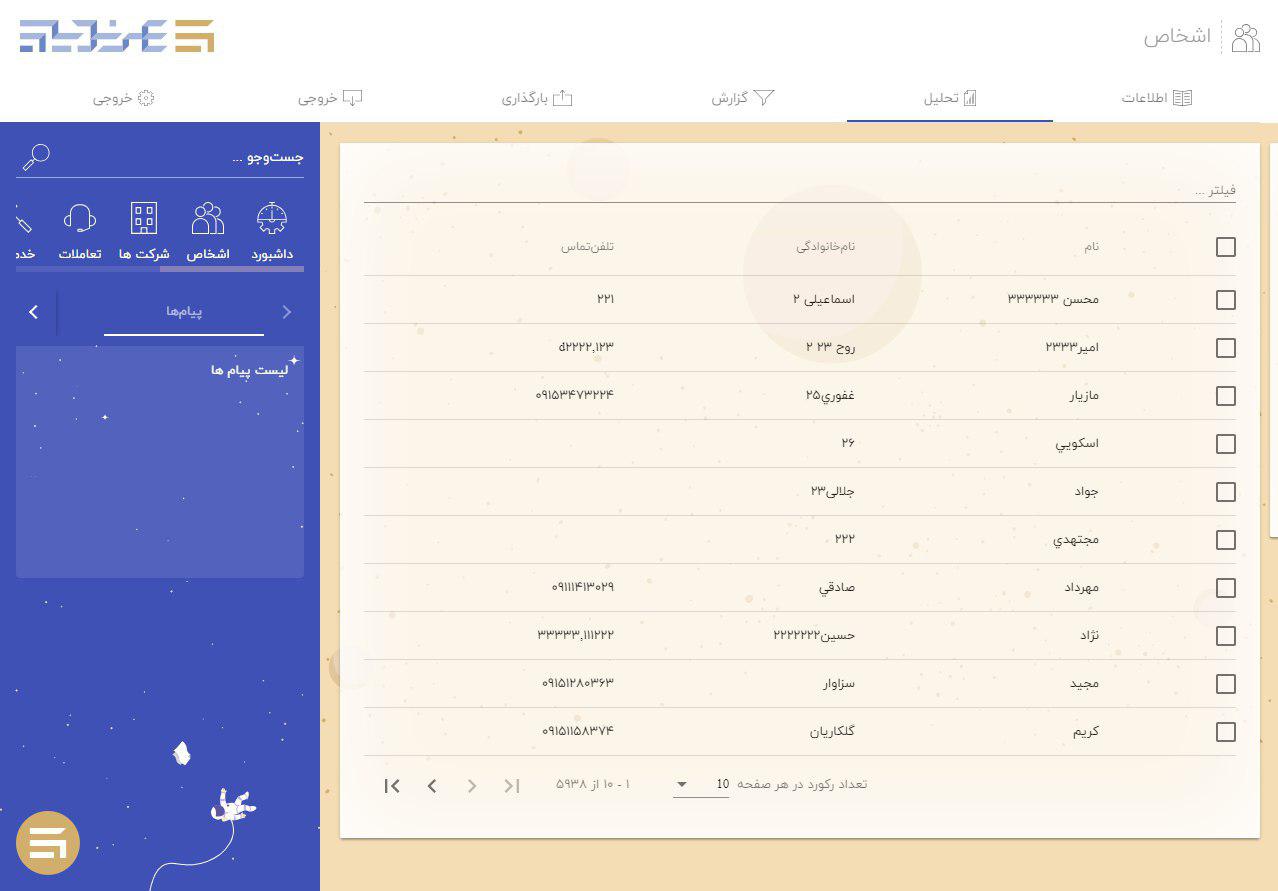 اشخاص
اطلاعات
تحلیل
گزارش
بارگذاری
خروجی
خروجی
جست‌وجو ...
داشبورد
اشخاص
شرکت ها
تعاملات
خدم
پیام‌ها
لیست پیام ها
فیلتر ...
نام نام‌خانوادگی تلفن‌تماس
محسن ۳۳۳۳۳۳ اسماعیلی ۲ ۲۲۱
امیر۲۳۳۳ روح ۲۳ ۲ d۲۲۲۲,۱۲۳
مازیار غفوري۲۵ ۰۹۱۵۳۴۷۳۲۲۴
اسکویي ۲۶
جواد جلالی۲۳
مجتهدي ۲۲۲
مهرداد صادقي ۰۹۱۱۱۴۱۳۰۲۹
نژاد حسین۲۲۲۲۲۲۲ ۳۳۳۳۳,۱۱۱۲۲۲
مجید سزاوار ۰۹۱۵۱۲۸۰۳۶۳
کریم گلکاریان ۰۹۱۵۱۱۵۸۳۷۴
تعداد رکورد در هر صفحه 10 ۱ - ۱۰ از ۵۹۳۸